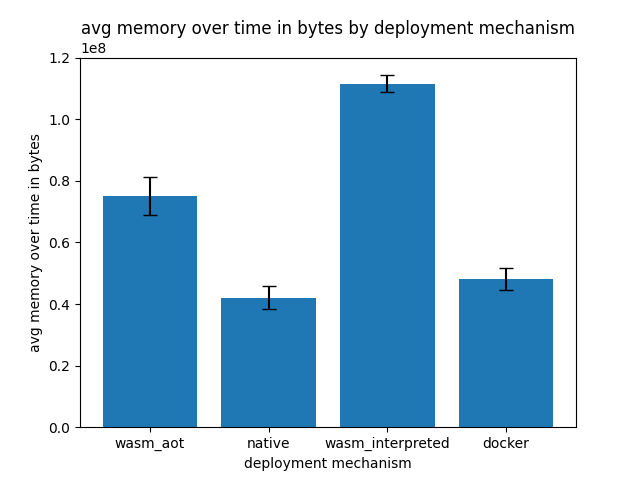 avg memory over time in bytes by deployment mechanism
1e8
1.2
1.0
0.8
0.6
0.4
0.2
0.0
avg memory over time in bytes
wasm_aot native wasm_interpreted docker
deployment mechanism